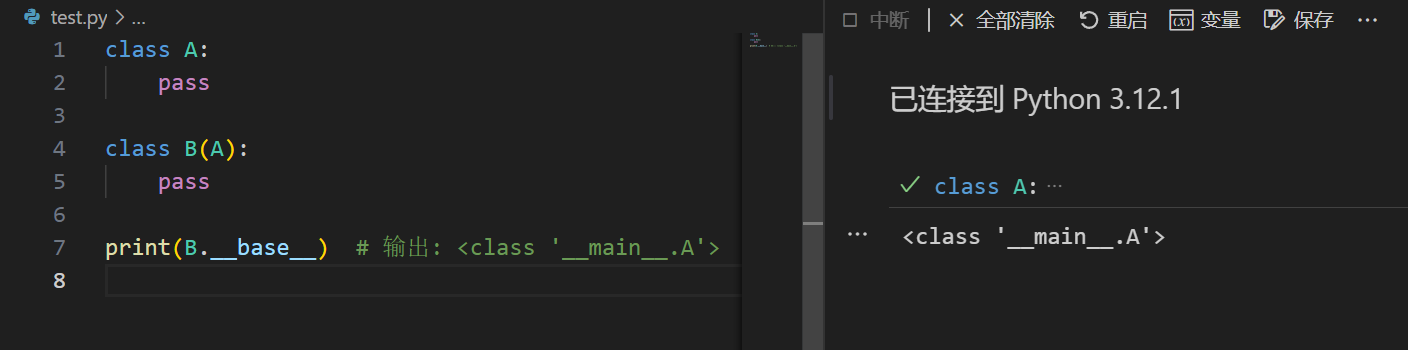 test.py > ...
1 class A:
2     pass
3
4 class B(A):
5     pass
6
7 print(B.__base__)  # 输出: <class '__main__.A'>
8
中断 | × 全部清除 重启 (x) 变量 保存 ...
已连接到 Python 3.12.1
✓ class A: ...
... <class '__main__.A'>